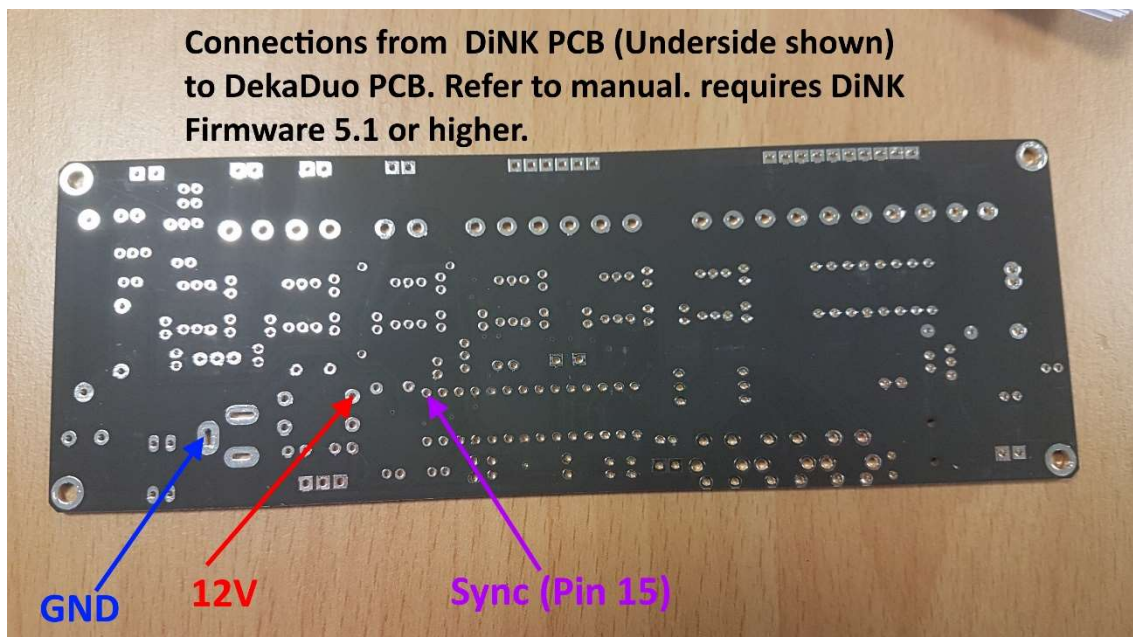 Connections from DiNK PCB (Underside shown)
to DekaDuo PCB. Refer to manual. requires DiNK
Firmware 5.1 or higher.
GND
12V
Sync (Pin 15)